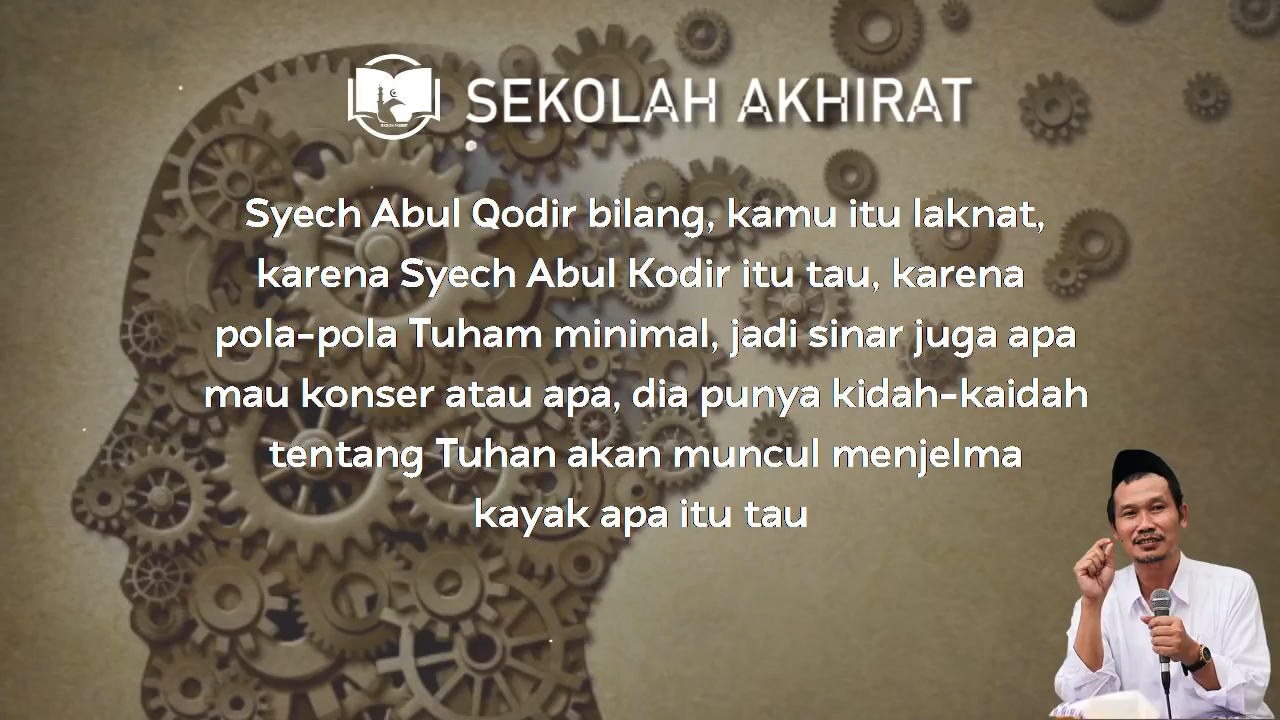 SEKOLAH AKHIRAT
Syech Abul Qodir bilang, kamu itu laknat,
karena Syech Abul Kodir itu tau, karena
pola-pola Tuham minimal, jadi sinar juga apa
mau konser atau apa, dia punya kidah-kaidah
tentang Tuhan akan muncul menjelma
kayak apa itu tau